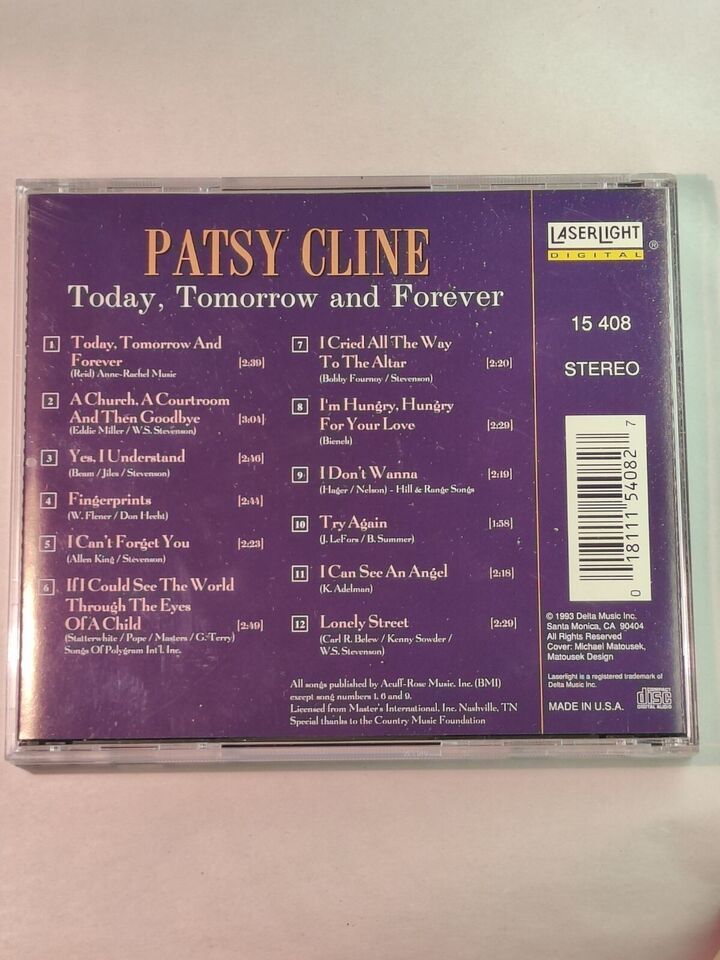 PATSY CLINE
Today, Tomorrow and Forever
1 Today, Tomorrow And
Forever [2:39]
(Reid) Anne-Rachel Music
2 A Church, A Courtroom
And Then Goodbye [3:04]
(Eddie Miller / W.S. Stevenson)
3 Yes, I Understand [2:46]
(Beam / Jiles / Stevenson)
4 Fingerprints [2:44]
(W. Flener / Don Hecht)
5 I Can't Forget You [2:23]
(Allen King / Stevenson)
6 If I Could See The World
Through The Eyes
Of A Child [2:49]
(Statterwhite / Pope / Masters / G. Terry)
Songs Of Polygram Int'l. Inc.
7 I Cried All The Way
To The Altar [2:20]
(Bobby Fournoy / Stevenson)
8 I'm Hungry, Hungry
For Your Love [2:29]
(Bieneh)
9 I Don't Wanna [2:19]
(Hager / Nelson) - Hill & Range Songs
10 Try Again [1:58]
(J. LeFors / B. Summer)
11 I Can See An Angel [2:18]
(K. Adelman)
12 Lonely Street [2:29]
(Carl R. Belew / Kenny Sowder /
W.S. Stevenson)
All songs published by Acuff-Rose Music, Inc. (BMI)
except song numbers 1, 6 and 9.
Licensed from Master's International, Inc. Nashville, TN
Special thanks to the Country Music Foundation
LASERLIGHT ®
DIGITAL
15 408
STEREO
0 18111 54082 7
© 1993 Delta Music Inc.
Santa Monica, CA 90404
All Rights Reserved
Cover: Michael Matousek,
Matousek Design
Laserlight is a registered trademark of
Delta Music Inc.
MADE IN U.S.A.
COMPACT
disc
DIGITAL AUDIO